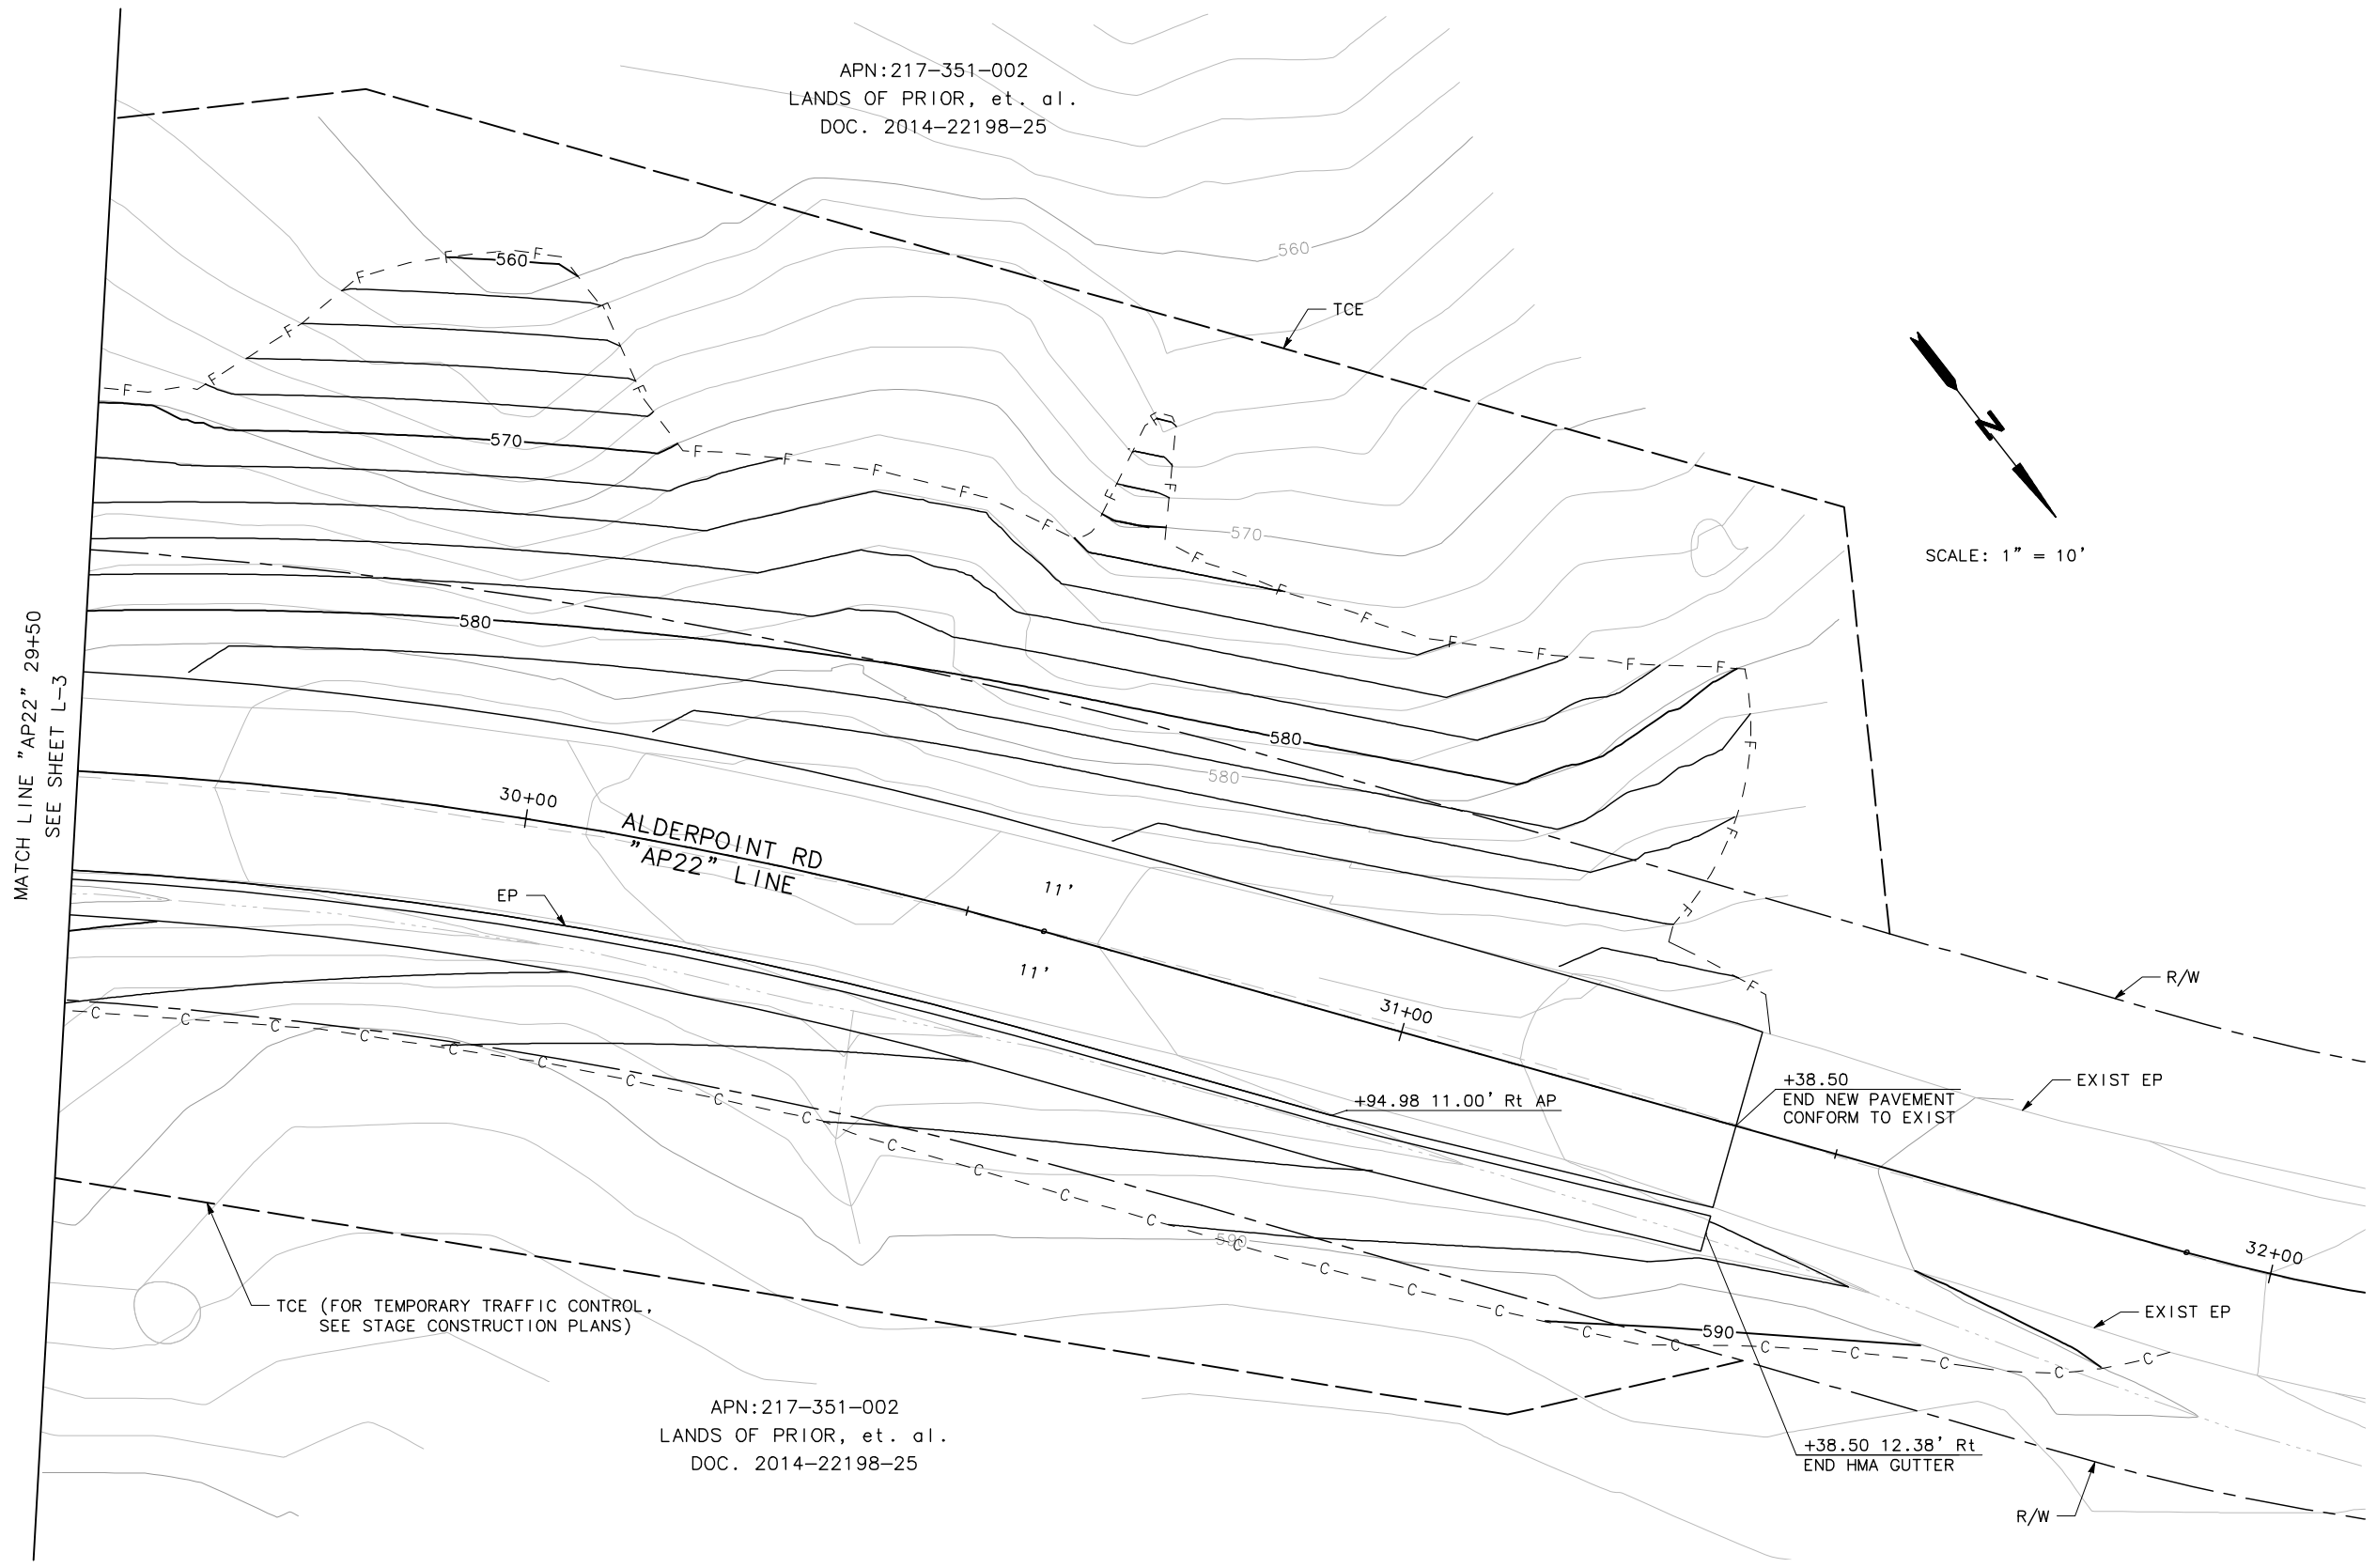 APN:217-351-002
LANDS OF PRIOR, et. al.
DOC. 2014-22198-25
560
560
TCE
N
SCALE: 1" = 10'
570
570
580
580
580
MATCH LINE "AP22" 29+50
SEE SHEET L-3
30+00
ALDERPOINT RD
"AP22" LINE
EP
11'
11'
31+00
R/W
+94.98 11.00' Rt AP
+38.50
END NEW PAVEMENT
CONFORM TO EXIST
EXIST EP
590
32+00
TCE (FOR TEMPORARY TRAFFIC CONTROL,
SEE STAGE CONSTRUCTION PLANS)
EXIST EP
590
APN:217-351-002
LANDS OF PRIOR, et. al.
DOC. 2014-22198-25
+38.50 12.38' Rt
END HMA GUTTER
R/W
F F F F F F F F F F F F F F F F F F F F F F F F F F F F
C C C C C C C C C C C C C C C C C C C C C C C C